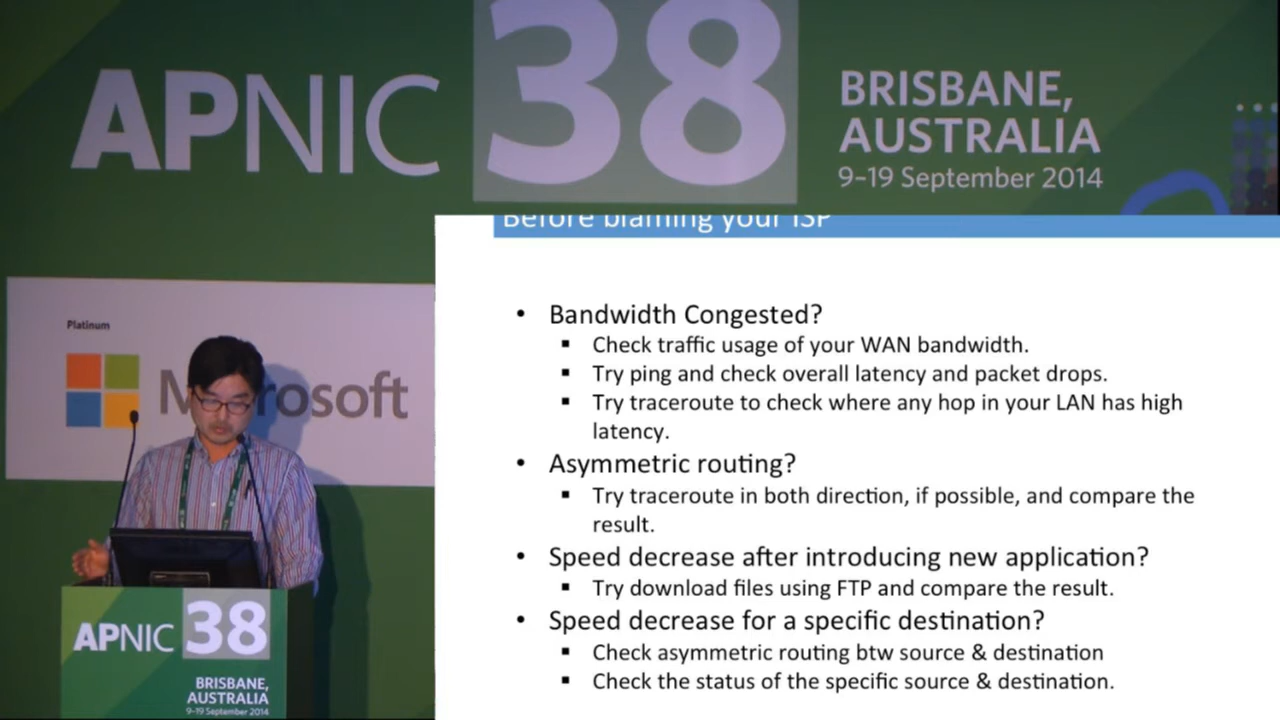 APNIC 38
BRISBANE,
AUSTRALIA
9–19 September 2014
Before blaming your ISP
Platinum
Microsoft
• Bandwidth Congested?
▪ Check traffic usage of your WAN bandwidth.
▪ Try ping and check overall latency and packet drops.
▪ Try traceroute to check where any hop in your LAN has high
latency.
• Asymmetric routing?
▪ Try traceroute in both direction, if possible, and compare the
result.
• Speed decrease after introducing new application?
▪ Try download files using FTP and compare the result.
• Speed decrease for a specific destination?
▪ Check asymmetric routing btw source & destination
▪ Check the status of the specific source & destination.
APNIC 38
BRISBANE,
AUSTRALIA
9–19 September 2014